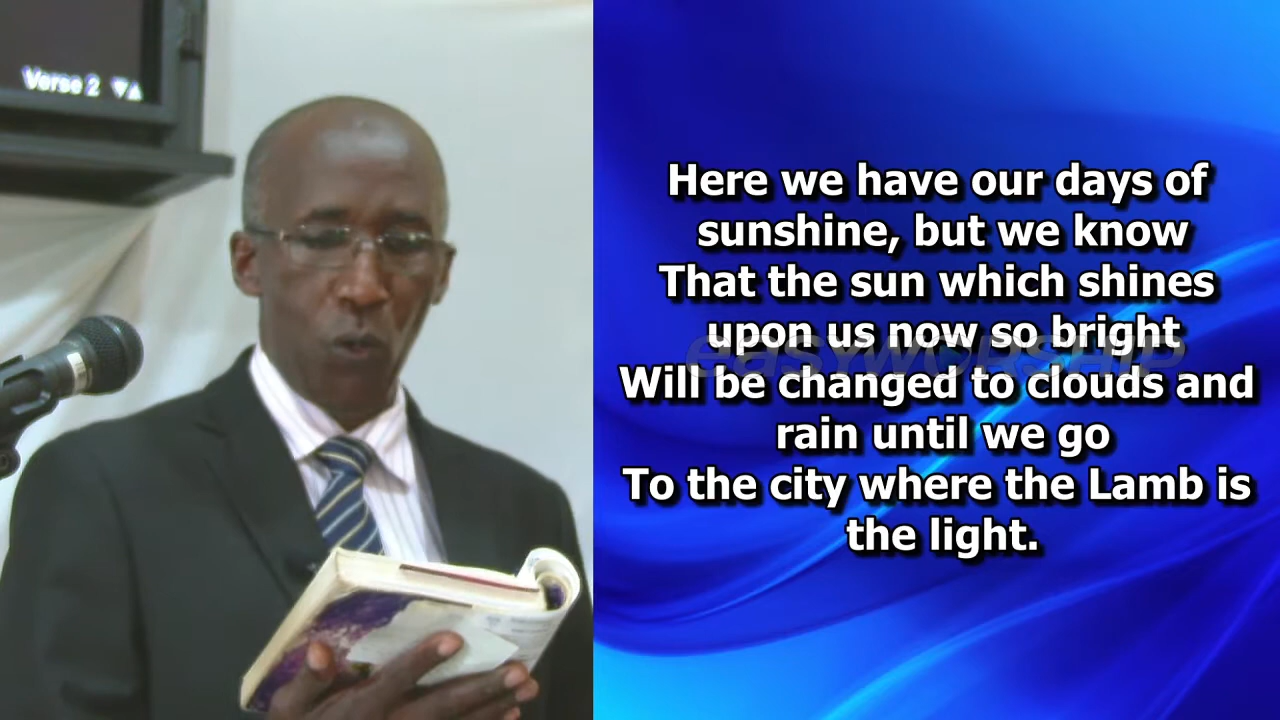 Verse 2 ▼▲
Here we have our days of
sunshine, but we know
That the sun which shines
upon us now so bright
easyworship
Will be changed to clouds and
rain until we go
To the city where the Lamb is
the light.